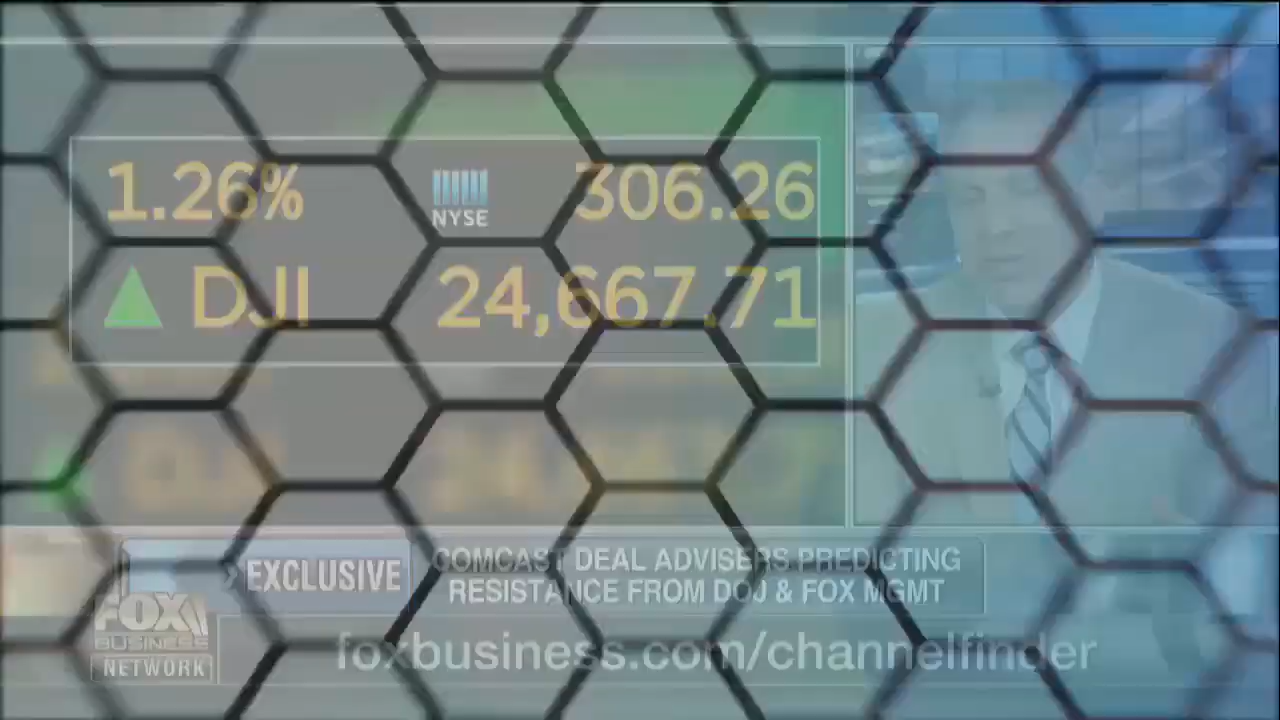 1.26% NYSE 306.26
DJI 24,667.71
EXCLUSIVE
COMCAST DEAL ADVISERS PREDICTING
RESISTANCE FROM DOJ & FOX MGMT
FOX
BUSINESS
NETWORK
foxbusiness.com/channelfinder